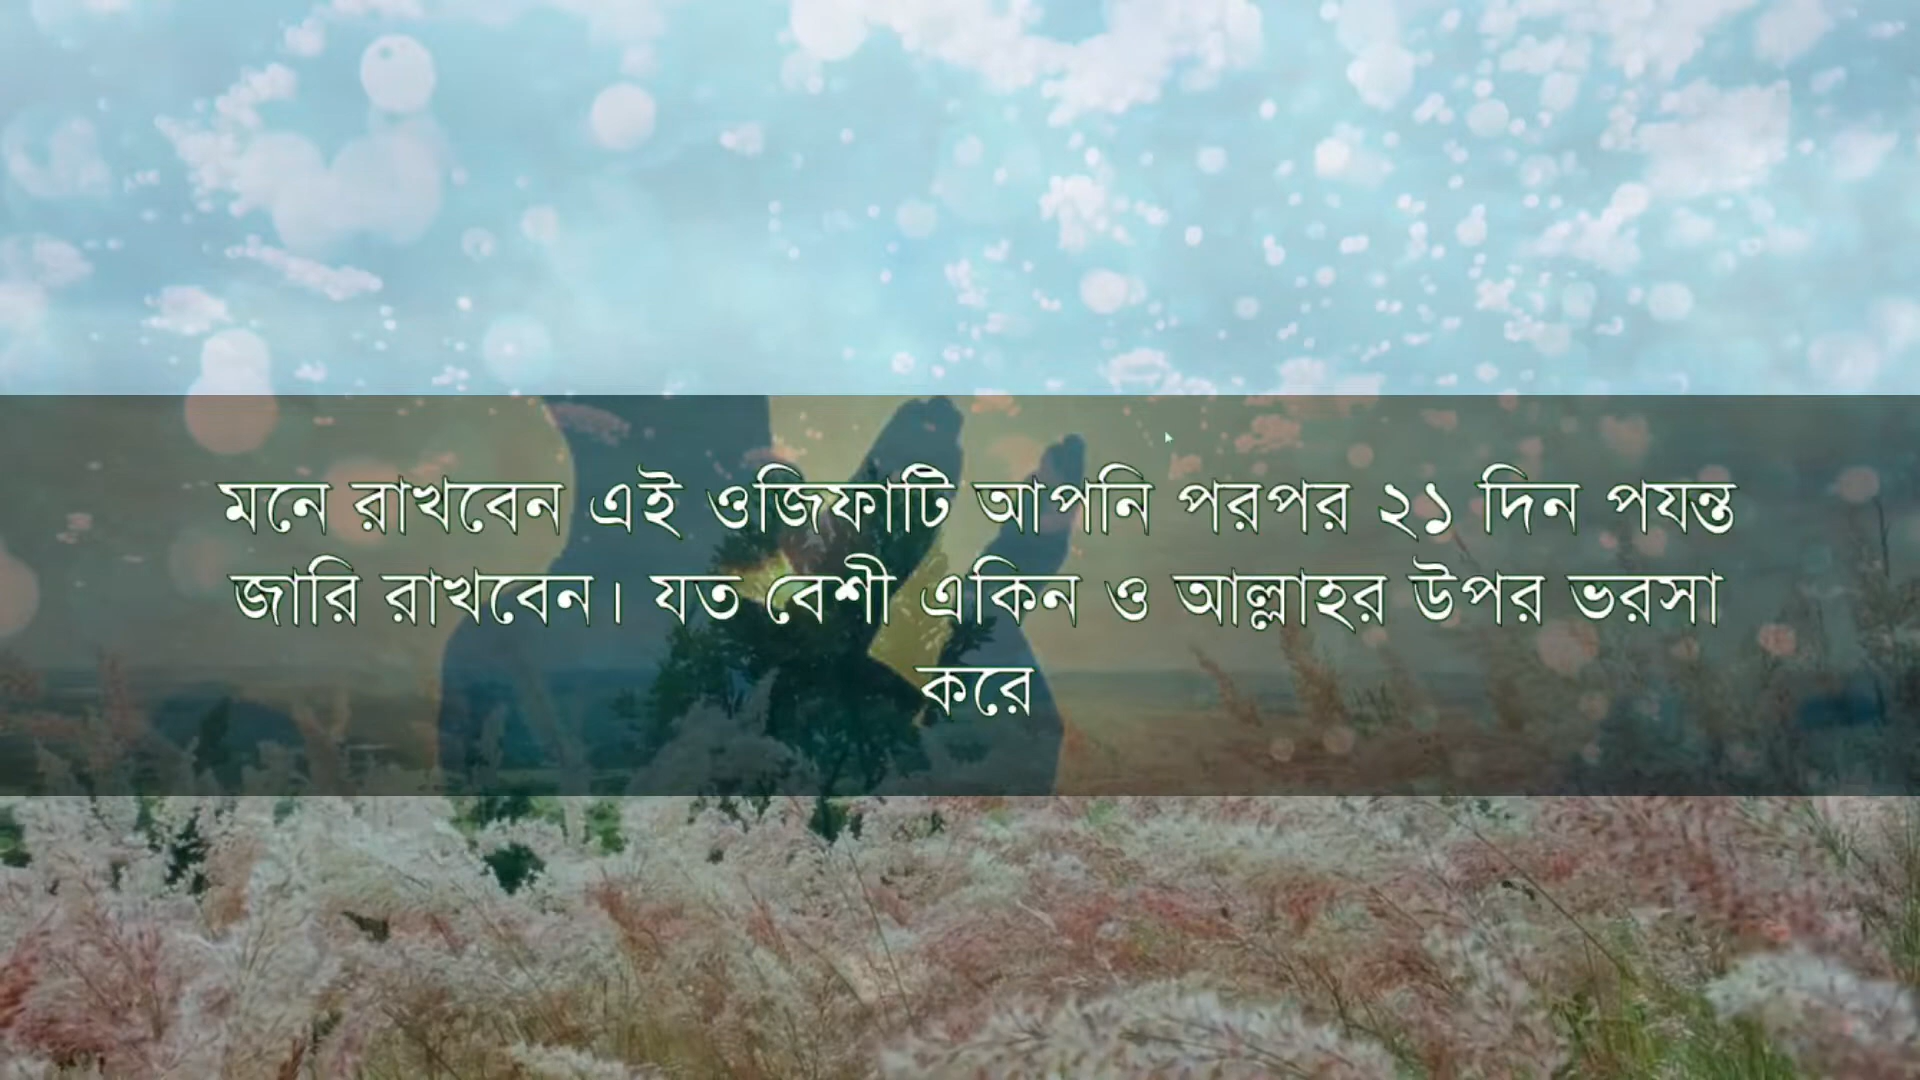 মনে রাখবেন এই ওজিফাটি আপনি পরপর ২১ দিন পযন্ত
জারি রাখবেন। যত বেশী একিন ও আল্লাহর উপর ভরসা
করে